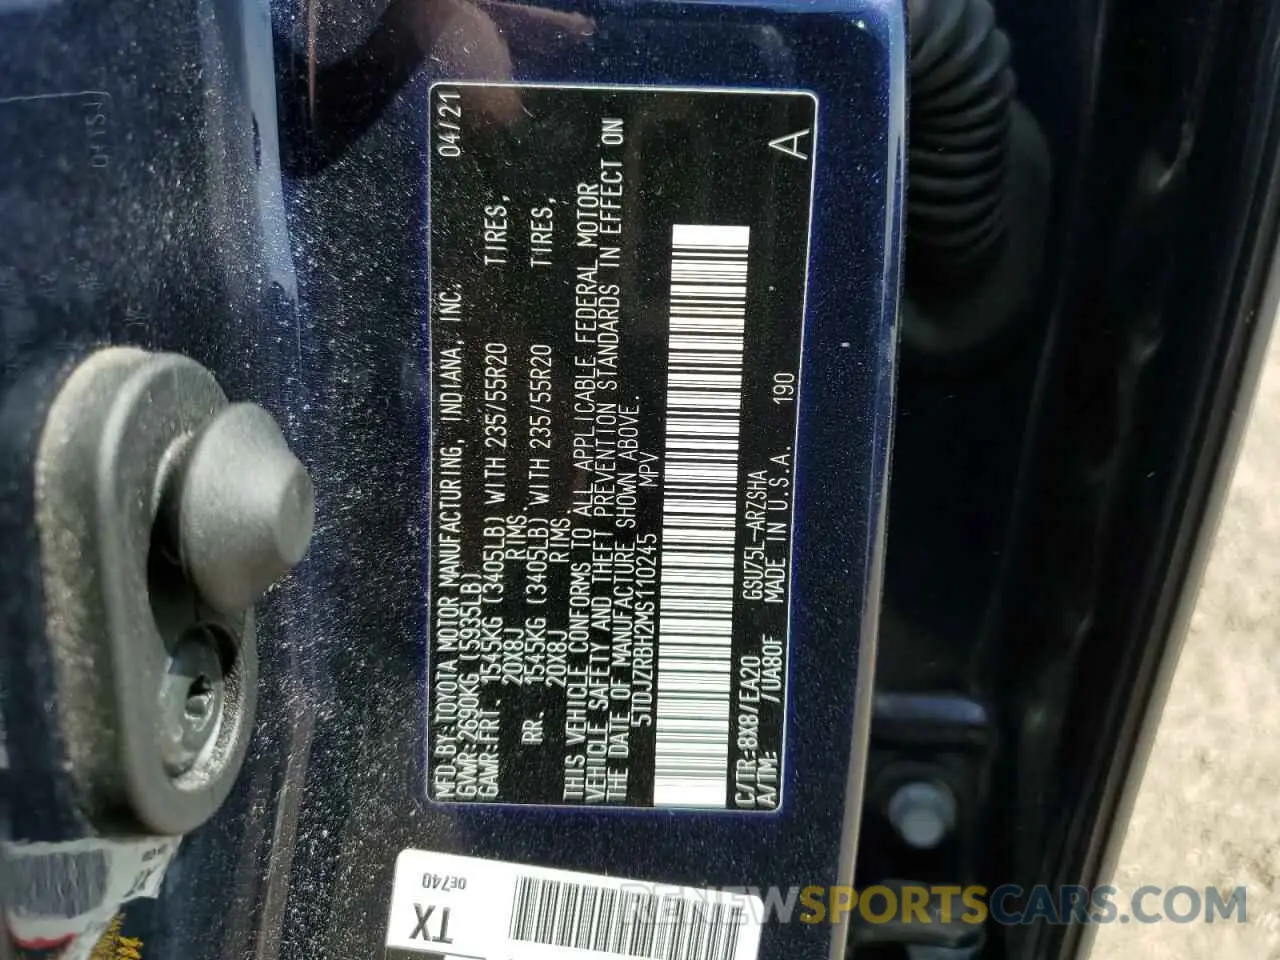 MFD.BY:TOYOTA MOTOR MANUFACTURING, INDIANA, INC. 04/21
GVWR:2690KG (5935LB)
GAWR:FRT. 1545KG (3405LB) WITH 235/55R20 TIRES,
20X8J RIMS,
RR. 1545KG (3405LB) WITH 235/55R20 TIRES,
20X8J RIMS.
THIS VEHICLE CONFORMS TO ALL APPLICABLE FEDERAL MOTOR
VEHICLE SAFETY AND THEFT PREVENTION STANDARDS IN EFFECT ON
THE DATE OF MANUFACTURE SHOWN ABOVE.
5TDJZRBH2MS110245 MPV
C/TR:8X8/EA20 GSU75L-ARZSHA
A/TM: /UA80F MADE IN U.S.A. 190 A
0E740
TX
RENEWSPORTSCARS.COM